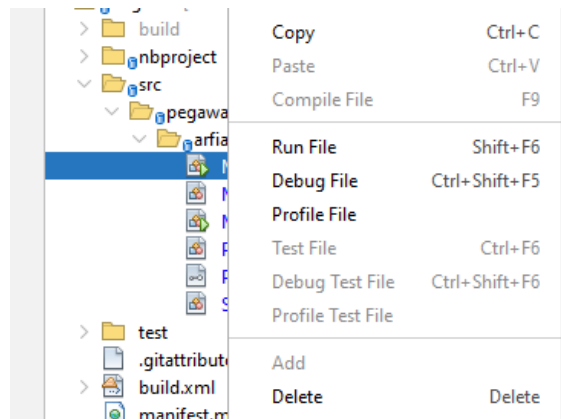 build
nbproject
src
pegawa
arfia
test
.gitattribut
build.xml
manifest.m
Copy Ctrl+C
Paste Ctrl+V
Compile File F9
Run File Shift+F6
Debug File Ctrl+Shift+F5
Profile File
Test File Ctrl+F6
Debug Test File Ctrl+Shift+F6
Profile Test File
Add
Delete Delete